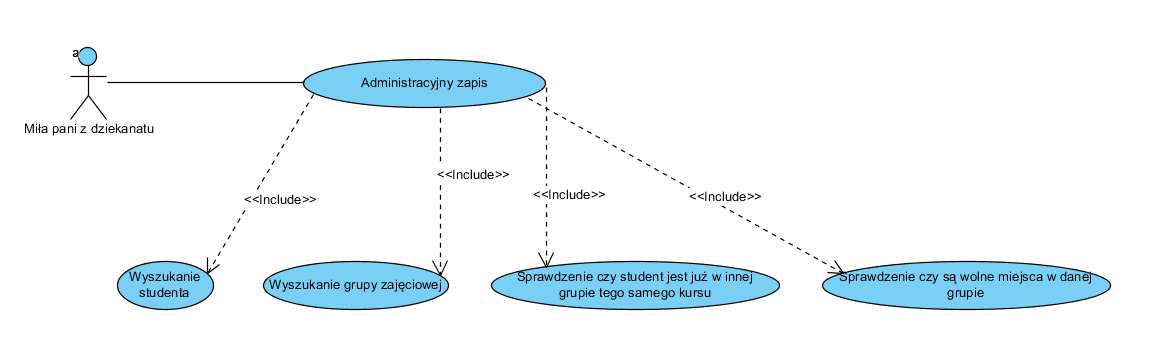 a
Administracyjny zapis
Miła pani z dziekanatu
<<Include>>
<<Include>>
<<Include>>
<<Include>>
Wyszukanie
studenta
Wyszukanie grupy zajęciowej
Sprawdzenie czy student jest już w innej
grupie tego samego kursu
Sprawdzenie czy są wolne miejsca w danej
grupie